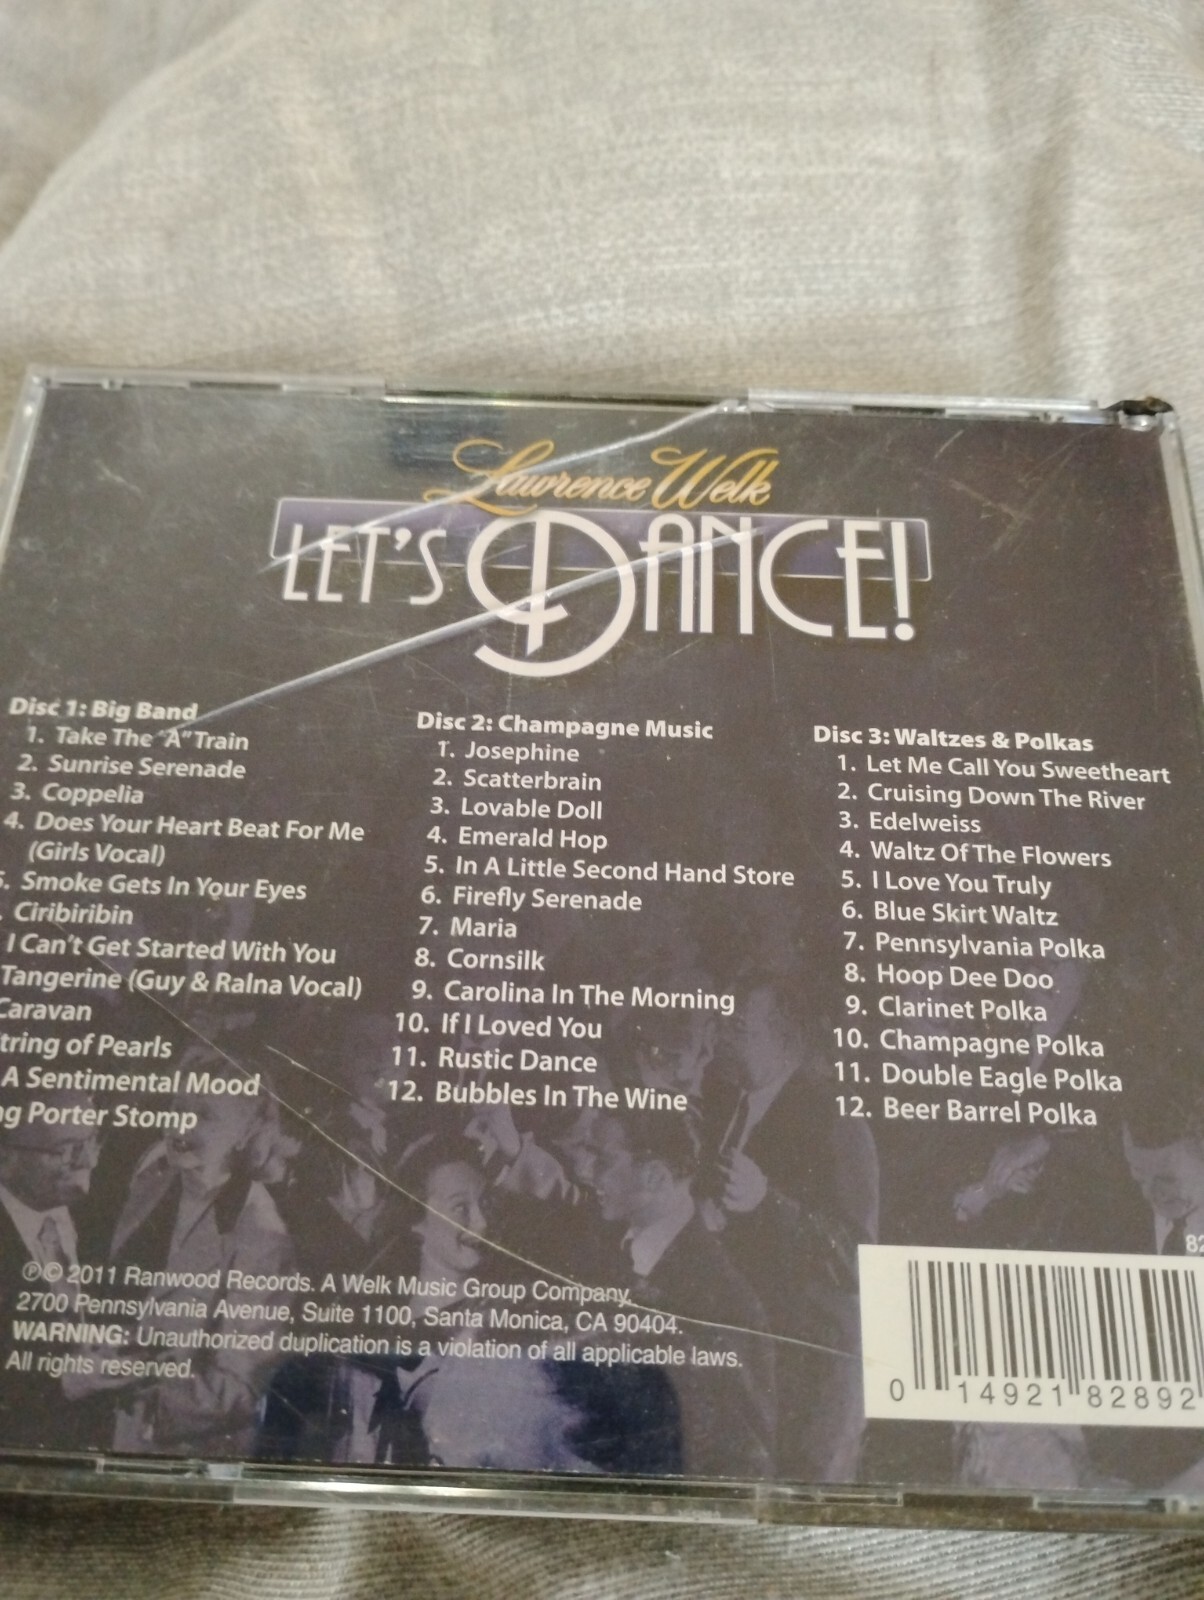 Lawrence Welk
LET'S DANCE!
Disc 1: Big Band
1. Take The "A" Train
2. Sunrise Serenade
3. Coppelia
4. Does Your Heart Beat For Me
(Girls Vocal)
5. Smoke Gets In Your Eyes
. Ciribiribin
I Can't Get Started With You
Tangerine (Guy & Ralna Vocal)
Caravan
tring of Pearls
A Sentimental Mood
ng Porter Stomp
Disc 2: Champagne Music
1. Josephine
2. Scatterbrain
3. Lovable Doll
4. Emerald Hop
5. In A Little Second Hand Store
6. Firefly Serenade
7. Maria
8. Cornsilk
9. Carolina In The Morning
10. If I Loved You
11. Rustic Dance
12. Bubbles In The Wine
Disc 3: Waltzes & Polkas
1. Let Me Call You Sweetheart
2. Cruising Down The River
3. Edelweiss
4. Waltz Of The Flowers
5. I Love You Truly
6. Blue Skirt Waltz
7. Pennsylvania Polka
8. Hoop Dee Doo
9. Clarinet Polka
10. Champagne Polka
11. Double Eagle Polka
12. Beer Barrel Polka
℗© 2011 Ranwood Records. A Welk Music Group Company.
2700 Pennsylvania Avenue, Suite 1100, Santa Monica, CA 90404.
WARNING: Unauthorized duplication is a violation of all applicable laws.
All rights reserved.
82
0 14921 82892